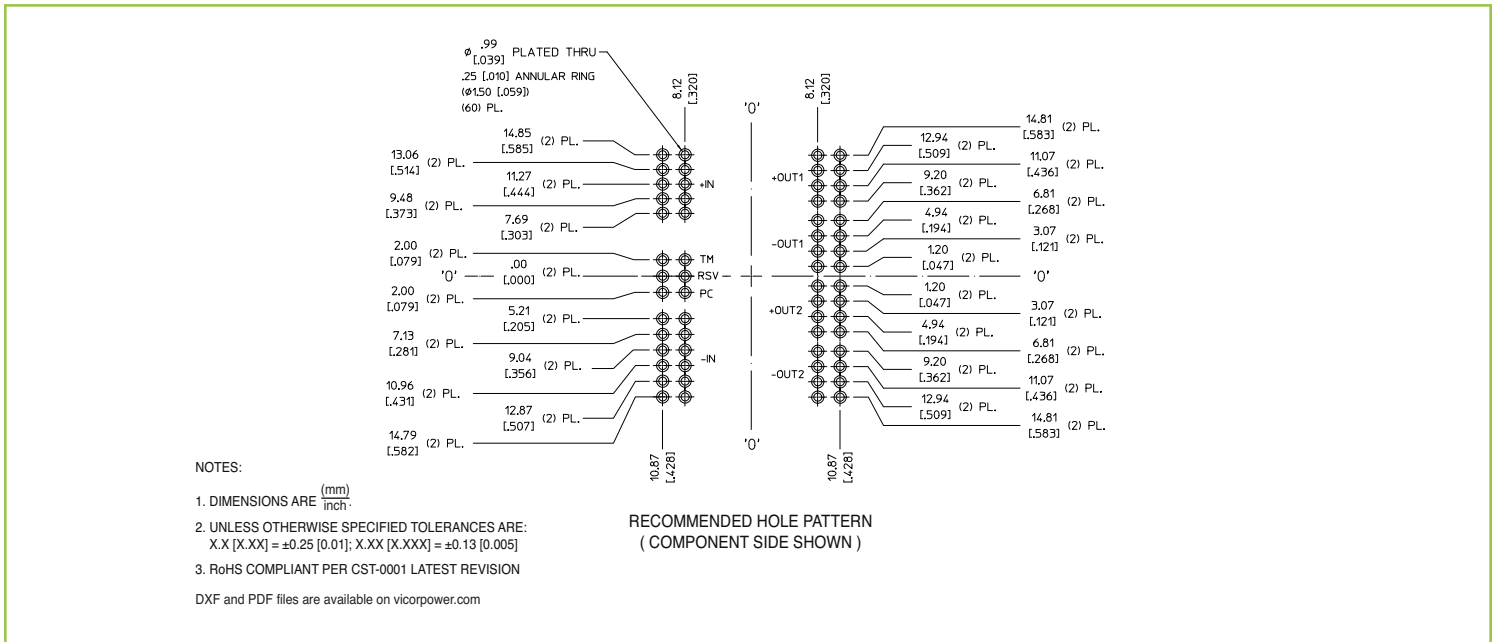 Ø .99 PLATED THRU
[.039]
.25 [.010] ANNULAR RING
(Ø1.50 [.059])
(60) PL.
8.12
[.320]
'0'
8.12
[.320]
14.85
[.585] (2) PL.
13.06
[.514] (2) PL.
11.27
[.444] (2) PL.
9.48
[.373] (2) PL.
7.69
[.303] (2) PL.
2.00
[.079] (2) PL.
'0'
.00
[.000] (2) PL.
2.00
[.079] (2) PL.
5.21
[.205] (2) PL.
7.13
[.281] (2) PL.
9.04
[.356] (2) PL.
10.96
[.431] (2) PL.
12.87
[.507] (2) PL.
14.79
[.582] (2) PL.
+IN
TM
RSV
PC
-IN
+OUT1
-OUT1
+OUT2
-OUT2
14.81
[.583] (2) PL.
12.94
[.509] (2) PL.
11.07
[.436] (2) PL.
9.20
[.362] (2) PL.
6.81
[.268] (2) PL.
4.94
[.194] (2) PL.
3.07
[.121] (2) PL.
1.20
[.047] (2) PL.
'0'
1.20
[.047] (2) PL.
3.07
[.121] (2) PL.
4.94
[.194] (2) PL.
6.81
[.268] (2) PL.
9.20
[.362] (2) PL.
11.07
[.436] (2) PL.
12.94
[.509] (2) PL.
14.81
[.583] (2) PL.
10.87
[.428]
'0'
10.87
[.428]
NOTES:
1. DIMENSIONS ARE (mm)
inch.
2. UNLESS OTHERWISE SPECIFIED TOLERANCES ARE:
X.X [X.XX] = ±0.25 [0.01]; X.XX [X.XXX] = ±0.13 [0.005]
3. RoHS COMPLIANT PER CST-0001 LATEST REVISION
DXF and PDF files are available on vicorpower.com
RECOMMENDED HOLE PATTERN
( COMPONENT SIDE SHOWN )